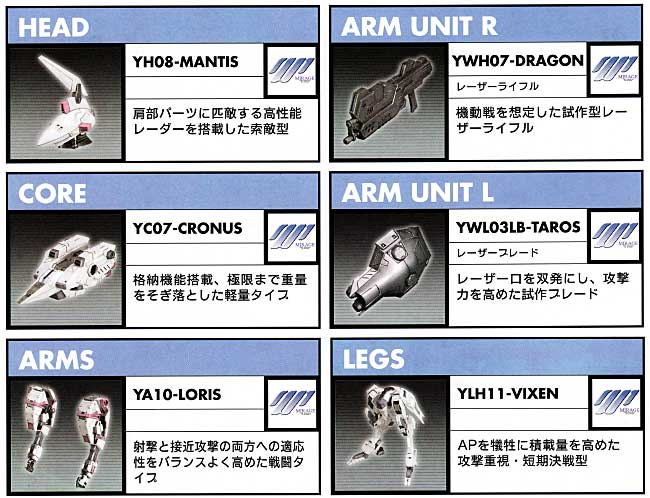 HEAD
YH08-MANTIS
MIRAGE
肩部パーツに匹敵する高性能
レーダーを搭載した索敵型
ARM UNIT R
YWH07-DRAGON
MIRAGE
レーザーライフル
機動戦を想定した試作型レー
ザーライフル
CORE
YC07-CRONUS
MIRAGE
格納機能搭載、極限まで重量
をそぎ落とした軽量タイプ
ARM UNIT L
YWL03LB-TAROS
MIRAGE
レーザーブレード
レーザー口を双発にし、攻撃
力を高めた試作ブレード
ARMS
YA10-LORIS
MIRAGE
射撃と接近攻撃の両方への適応
性をバランスよく高めた戦闘タ
イプ
LEGS
YLH11-VIXEN
MIRAGE
APを犠牲に積載量を高めた
攻撃重視・短期決戦型